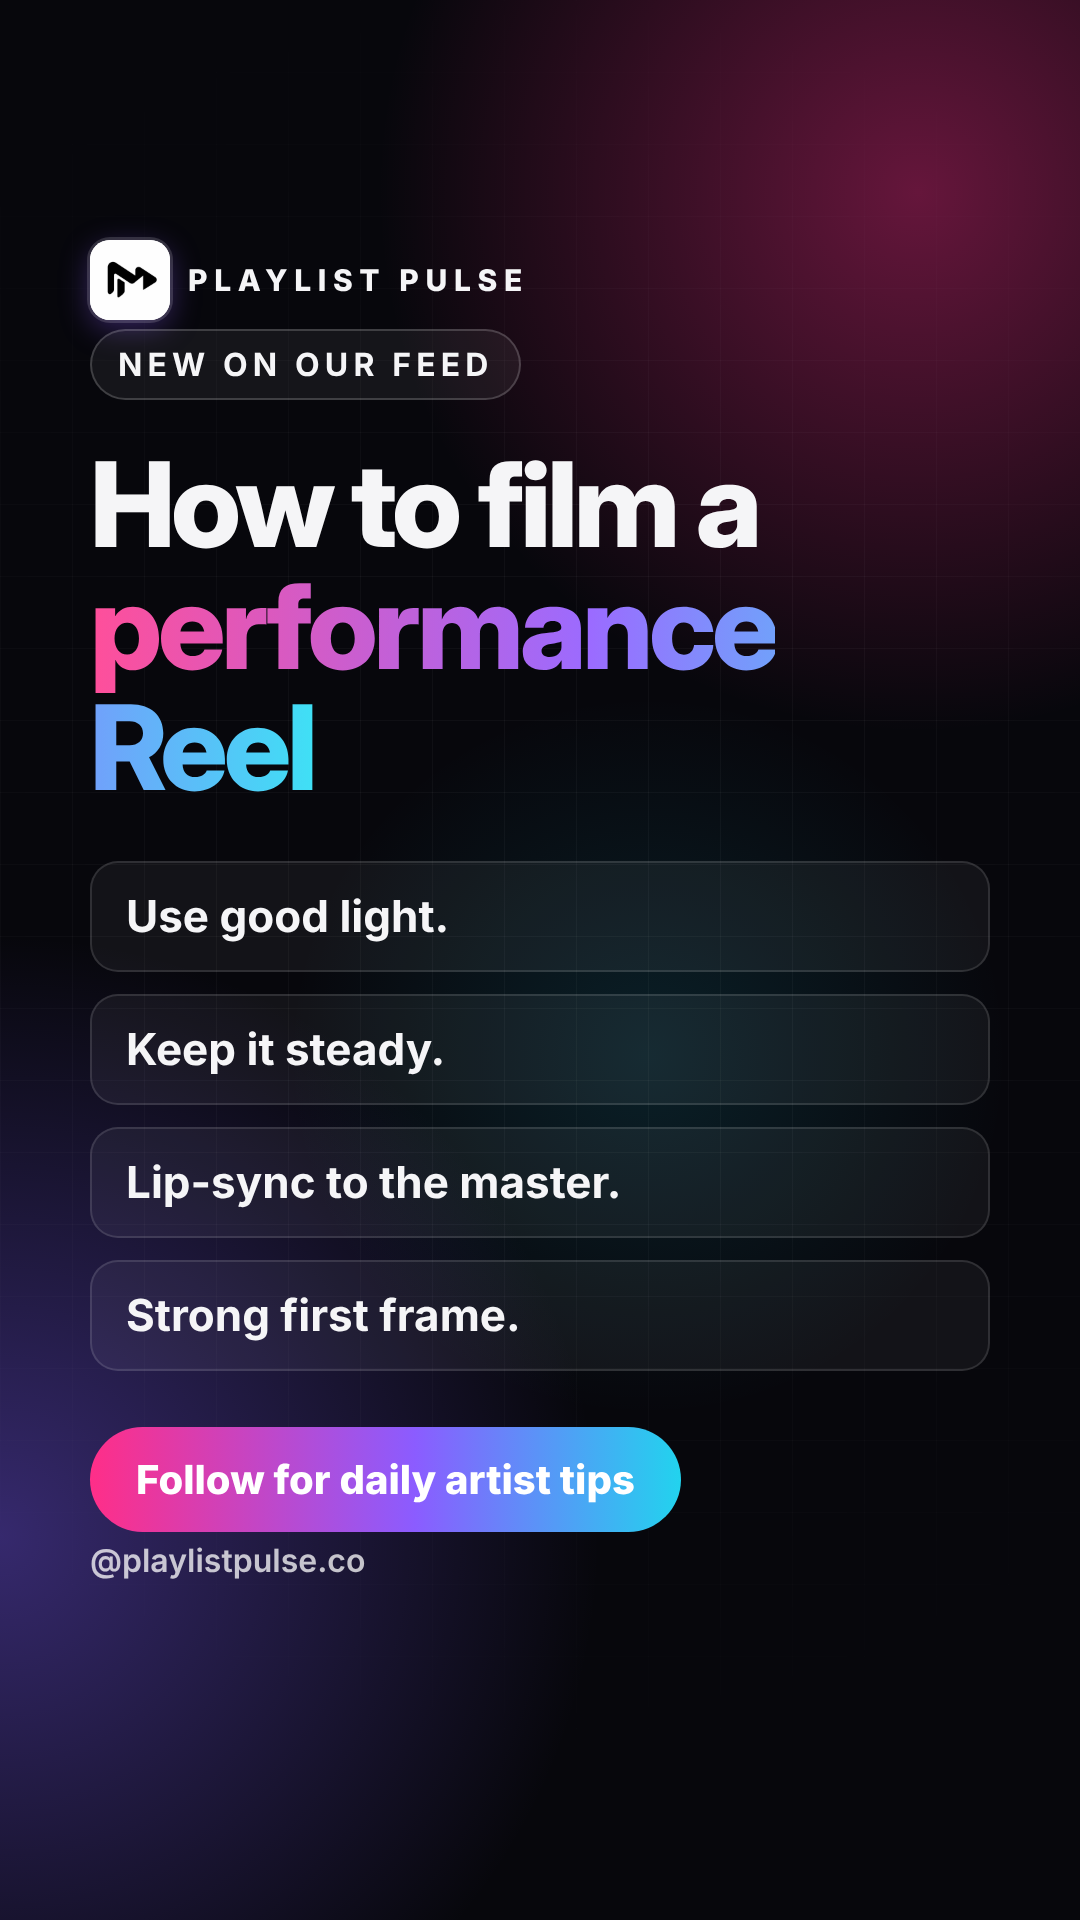 PLAYLIST PULSE
NEW ON OUR FEED
How to film a
performance
Reel
Use good light.
Keep it steady.
Lip-sync to the master.
Strong first frame.
Follow for daily artist tips
@playlistpulse.co